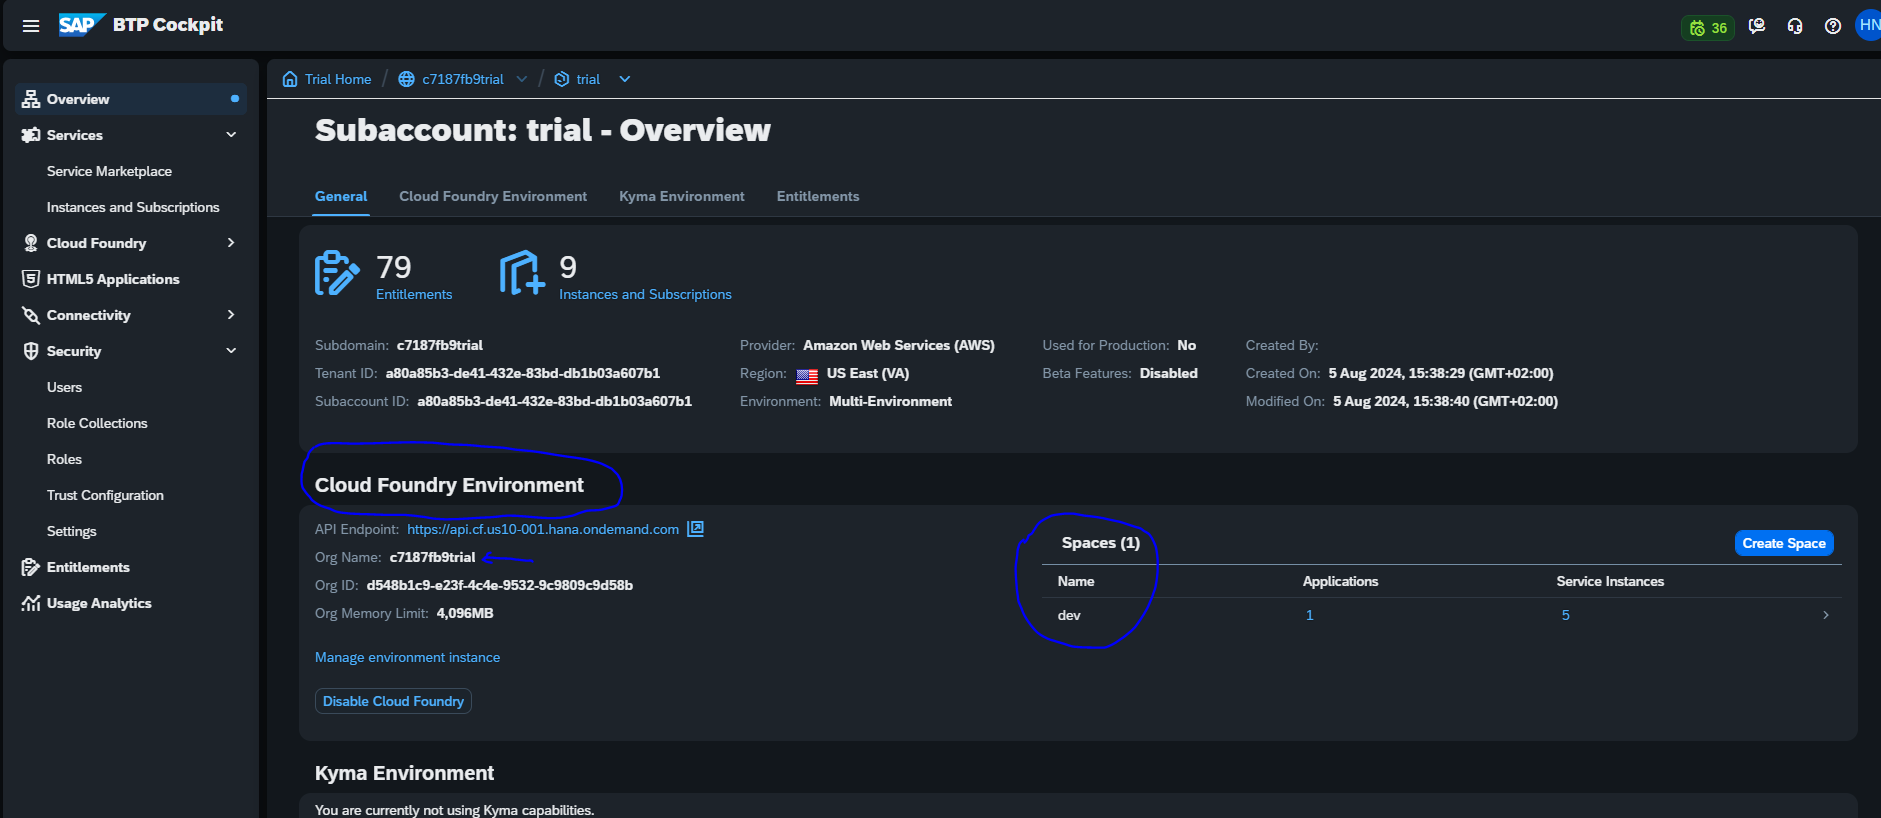 SAP BTP Cockpit
36
HN
Overview
Services
Service Marketplace
Instances and Subscriptions
Cloud Foundry
HTML5 Applications
Connectivity
Security
Users
Role Collections
Roles
Trust Configuration
Settings
Entitlements
Usage Analytics
Trial Home / c7187fb9trial / trial
Subaccount: trial - Overview
General Cloud Foundry Environment Kyma Environment Entitlements
79
Entitlements
9
Instances and Subscriptions
Subdomain: c7187fb9trial
Tenant ID: a80a85b3-de41-432e-83bd-db1b03a607b1
Subaccount ID: a80a85b3-de41-432e-83bd-db1b03a607b1
Provider: Amazon Web Services (AWS)
Region: US East (VA)
Environment: Multi-Environment
Used for Production: No
Beta Features: Disabled
Created By:
Created On: 5 Aug 2024, 15:38:29 (GMT+02:00)
Modified On: 5 Aug 2024, 15:38:40 (GMT+02:00)
Cloud Foundry Environment
API Endpoint: https://api.cf.us10-001.hana.ondemand.com
Org Name: c7187fb9trial
Org ID: d548b1c9-e23f-4c4e-9532-9c9809c9d58b
Org Memory Limit: 4,096MB
Manage environment instance
Disable Cloud Foundry
Spaces (1)
Create Space
Name Applications Service Instances
dev 1 5
Kyma Environment
You are currently not using Kyma capabilities.